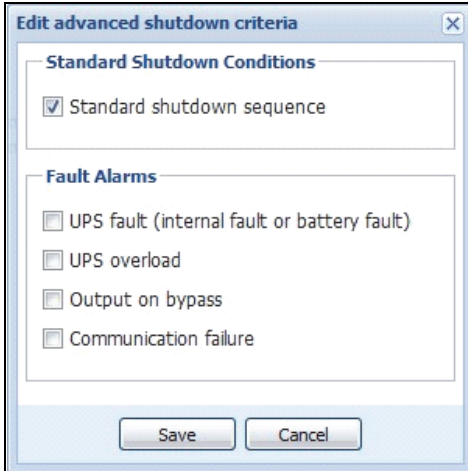 Edit advanced shutdown criteria
Standard Shutdown Conditions
Standard shutdown sequence
Fault Alarms
UPS fault (internal fault or battery fault)
UPS overload
Output on bypass
Communication failure
Save Cancel